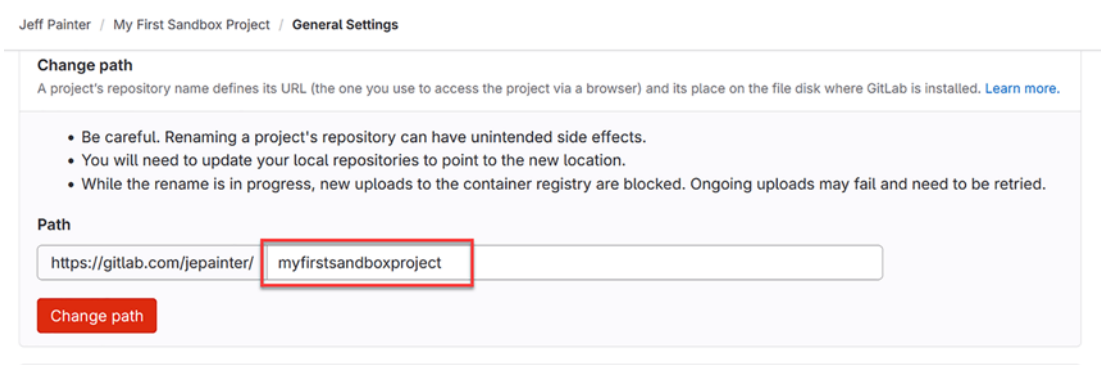 Jeff Painter / My First Sandbox Project / General Settings
Change path
A project's repository name defines its URL (the one you use to access the project via a browser) and its place on the file disk where GitLab is installed. Learn more.
• Be careful. Renaming a project's repository can have unintended side effects.
• You will need to update your local repositories to point to the new location.
• While the rename is in progress, new uploads to the container registry are blocked. Ongoing uploads may fail and need to be retried.
Path
https://gitlab.com/jepainter/ myfirstsandboxproject
Change path